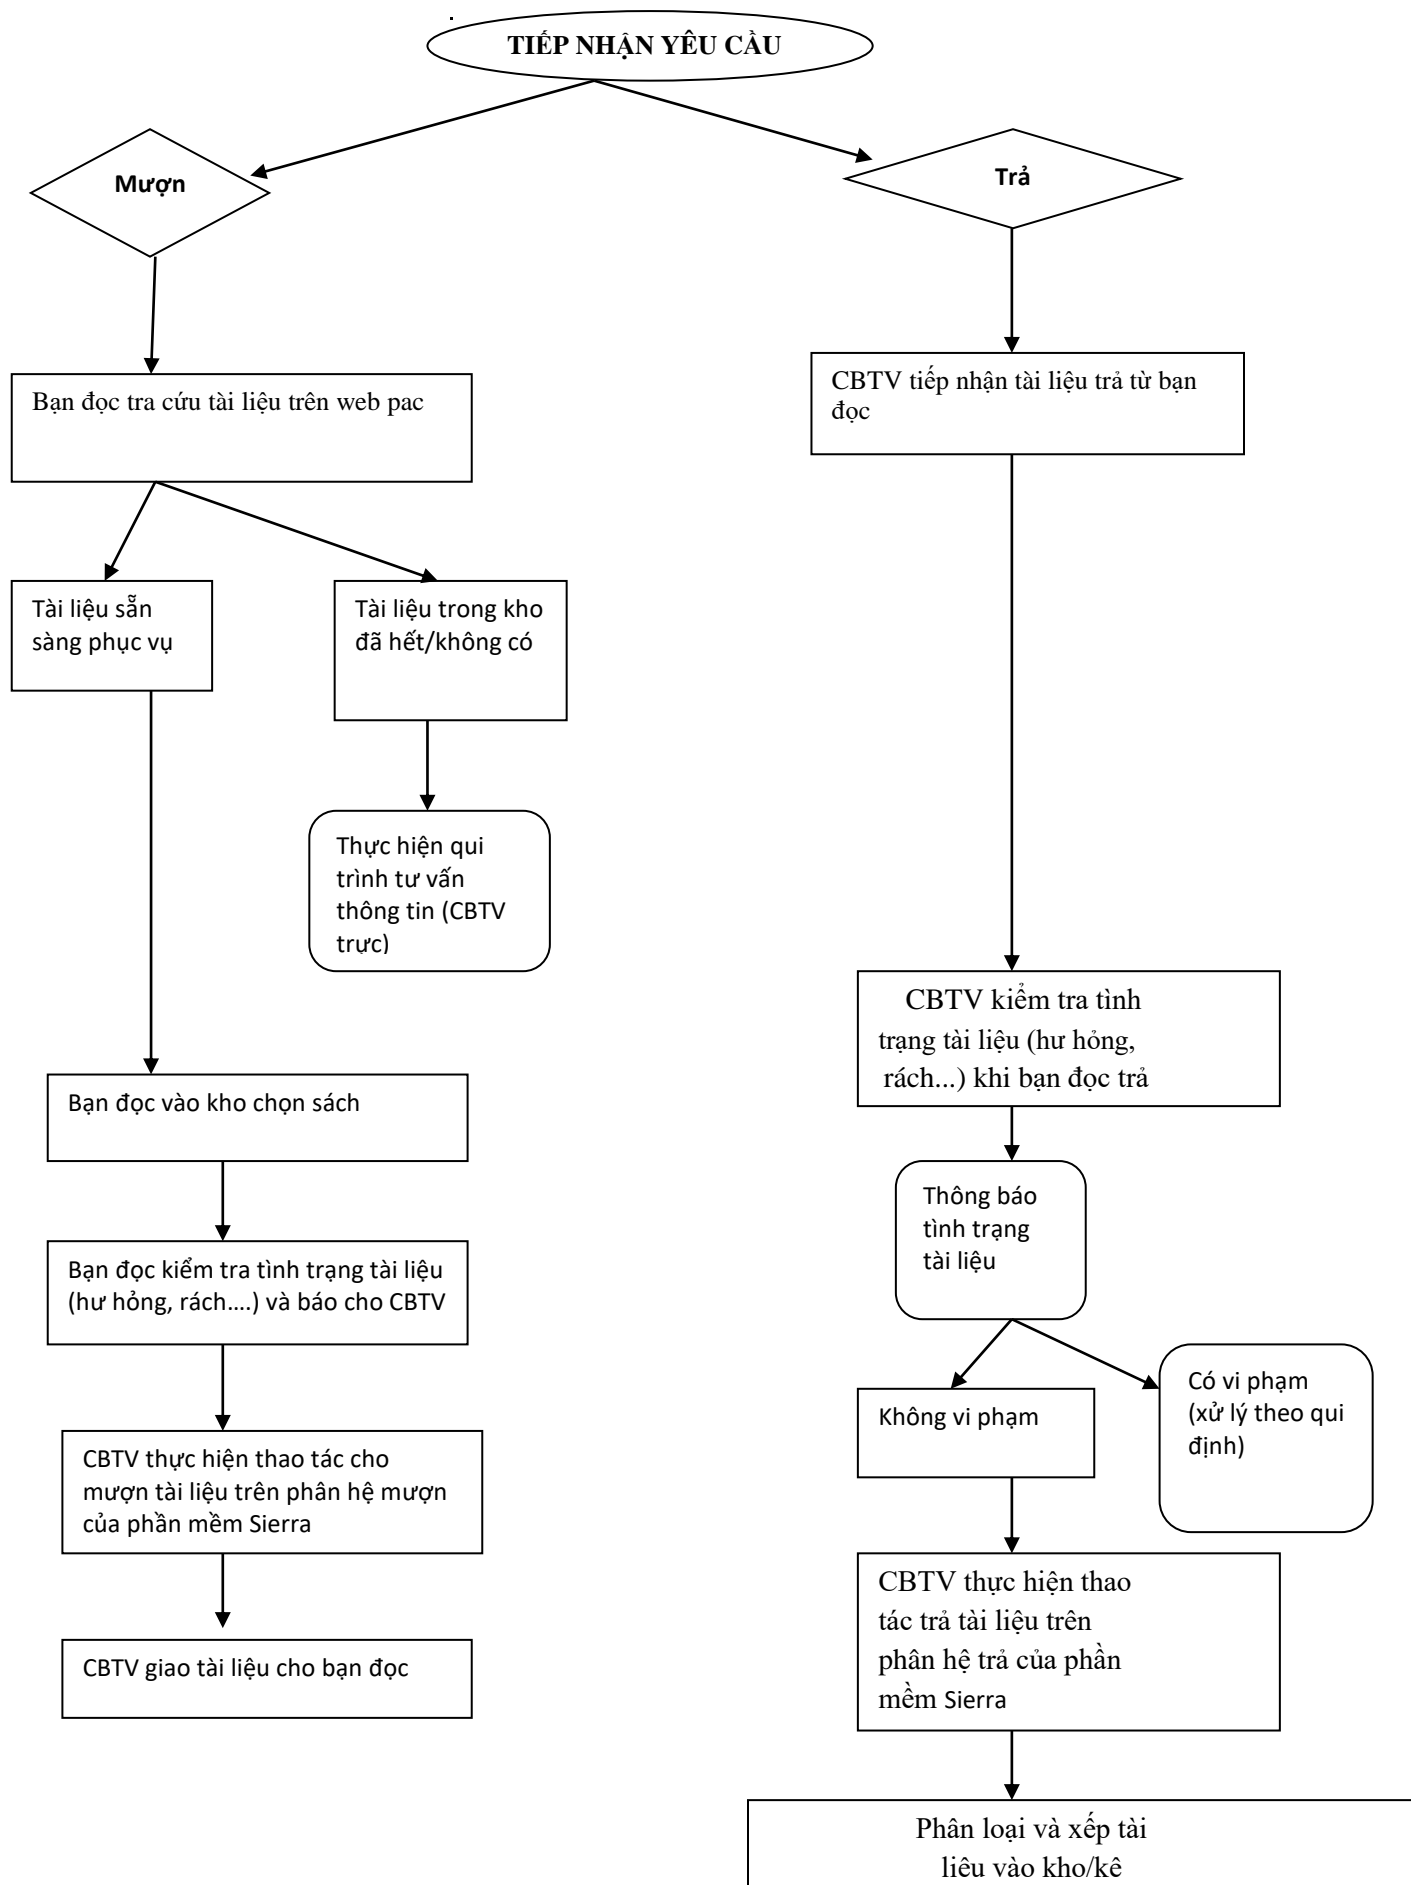 TIẾP NHẬN YÊU CẦU
Mượn
Trả
Bạn đọc tra cứu tài liệu trên web pac
CBTV tiếp nhận tài liệu trả từ bạn
đọc
Tài liệu sẵn
sàng phục vụ
Tài liệu trong kho
đã hết/không có
Thực hiện qui
trình tư vấn
thông tin (CBTV
trực)
Bạn đọc vào kho chọn sách
Bạn đọc kiểm tra tình trạng tài liệu
(hư hỏng, rách....) và báo cho CBTV
CBTV thực hiện thao tác cho
mượn tài liệu trên phân hệ mượn
của phần mềm Sierra
CBTV giao tài liệu cho bạn đọc
CBTV kiểm tra tình
trạng tài liệu (hư hỏng,
rách...) khi bạn đọc trả
Thông báo
tình trạng
tài liệu
Không vi phạm
Có vi phạm
(xử lý theo qui
định)
CBTV thực hiện thao
tác trả tài liệu trên
phân hệ trả của phần
mềm Sierra
Phân loại và xếp tài
liêu vào kho/kê